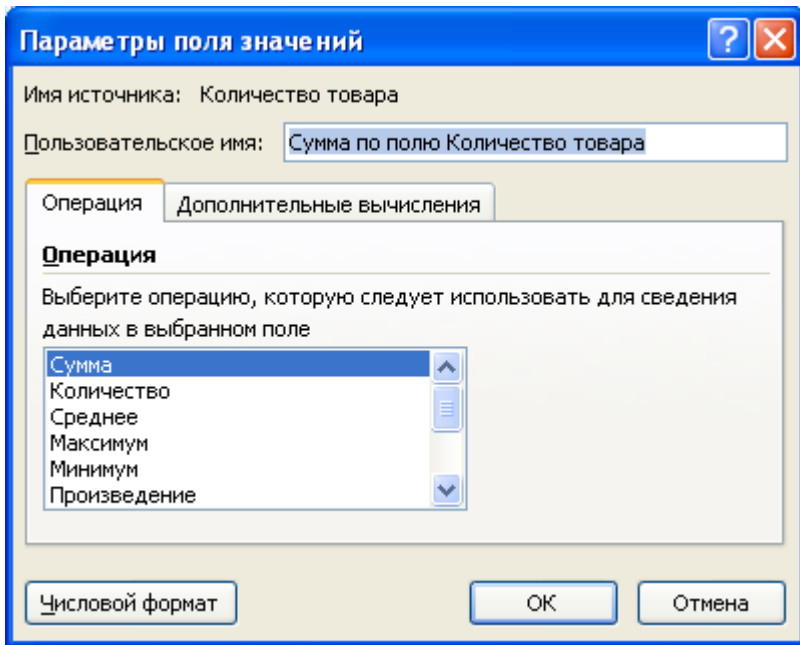 Параметры поля значений
Имя источника: Количество товара
Пользовательское имя: Сумма по полю Количество товара
Операция Дополнительные вычисления
Операция
Выберите операцию, которую следует использовать для сведения
данных в выбранном поле
Сумма
Количество
Среднее
Максимум
Минимум
Произведение
Числовой формат ОК Отмена